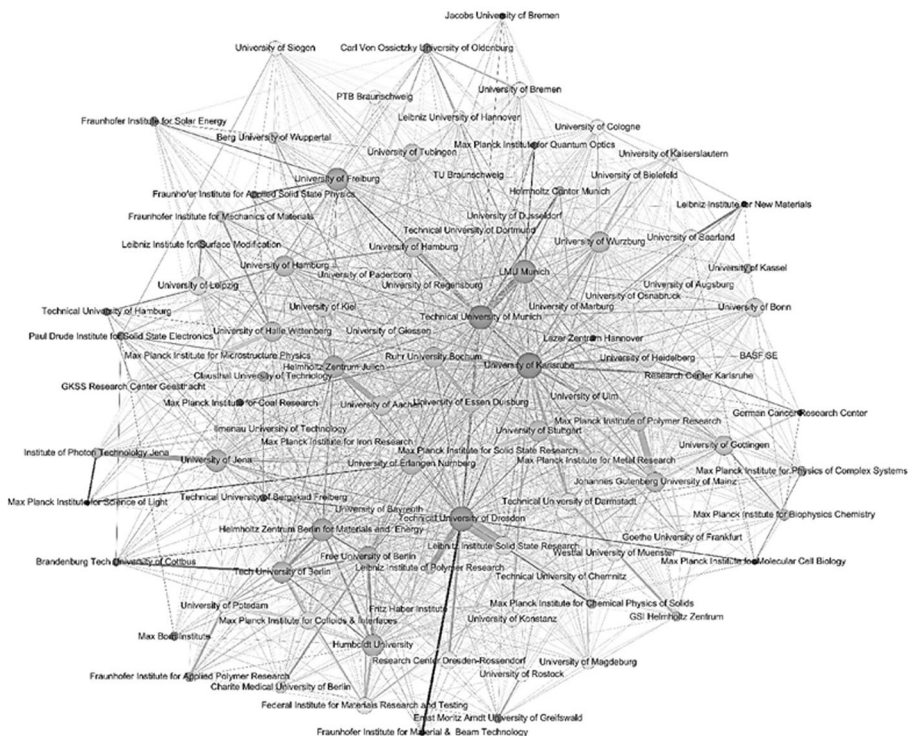 Jacobs University of Bremen
University of Siegen
Carl Von Ossietzky University of Oldenburg
University of Bremen
PTB Braunschweig
Leibniz University of Hannover
Fraunhofer Institute for Solar Energy
University of Cologne
Berg University of Wuppertal
Max Planck Institute for Quantum Optics
University of Tubingen
University of Kaiserslautern
TU Braunschweig
University of Bielefeld
University of Freiburg
Helmholtz Center Munich
Fraunhofer Institute for Applied Solid State Physics
Leibniz Institute for New Materials
Fraunhofer Institute for Mechanics of Materials
University of Dusseldorf
Technical University of Dortmund
University of Saarland
Leibniz Institute for Surface Modification
University of Hamburg
University of Wurzburg
University of Hamburg
University of Kassel
LMU Munich
University of Paderborn
University of Regensburg
University of Augsburg
University of Leipzig
University of Osnabruck
University of Kiel
University of Marburg
University of Bonn
Technical University of Hamburg
Technical University of Munich
University of Halle Wittenberg
University of Giessen
Paul Drude Institute for Solid State Electronics
Lazer Zentrum Hannover
Max Planck Institute for Microstructure Physics
Ruhr University Bochum
University of Heidelberg
BASF SE
Helmholtz Zentrum Julich
University of Karlsruhe
Clausthal University of Technology
Research Center Karlsruhe
GKSS Research Center Geesthacht
University of Ulm
Max Planck Institute for Coal Research
University of Aachen
University of Essen Duisburg
German Cancer Research Center
Max Planck Institute of Polymer Research
Ilmenau University of Technology
University of Stuttgart
Max Planck Institute for Iron Research
University of Gottingen
Max Planck Institute for Solid State Research
Institute of Photon Technololgy Jena
University of Jena
University of Erlangen Nurnberg
Max Planck Institute for Metal Research
Max Planck Institute for Physics of Complex Systems
Johannes Gutenberg University of Mainz
Technical University of Bergakad Freiberg
Max Planck Institute for Science of Light
Technical University of Darmstadt
University of Bayreuth
Max Planck Institute for Biophysics Chemistry
Technical University of Dresden
Helmholtz Zentrum Berlin for Materials and Energy
Goethe University of Frankfurt
Leibniz Institute Solid State Research
Free University of Berlin
Westfal University of Muenster
Brandenburg Tech University of Cottbus
Leibniz Institute of Polymer Research
Max Planck Institute for Molecular Cell Biology
Tech University of Berlin
Technical University of Chemnitz
University of Potsdam
Fritz Haber Institute
Max Planck Institute for Chemical Physics of Solids
Max Planck Institute for Colloids & Interfaces
University of Konstanz
GSI Helmholtz Zentrum
Max Born Institute
Humboldt University
Research Center Dresden-Rossendorf
University of Magdeburg
Fraunhofer Institute for Applied Polymer Research
University of Rostock
Charite Medical University of Berlin
Federal Institute for Materials Research and Testing
Ernst Moritz Arndt University of Greifswald
Fraunhofer Institute for Material & Beam Technology